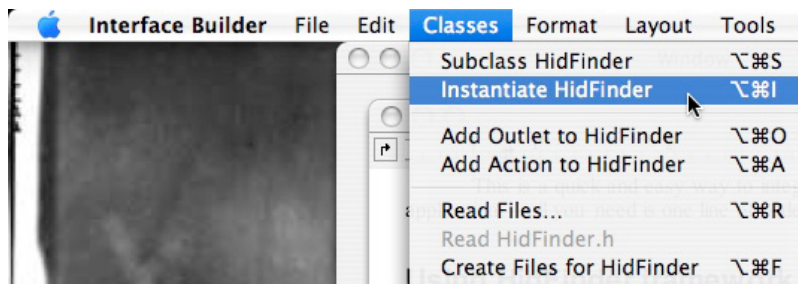 Interface Builder File Edit Classes Format Layout Tools
Subclass HidFinder ⌥⌘S
Instantiate HidFinder ⌥⌘I
Add Outlet to HidFinder ⌥⌘O
Add Action to HidFinder ⌥⌘A
Read Files... ⌥⌘R
Read HidFinder.h
Create Files for HidFinder ⌥⌘F